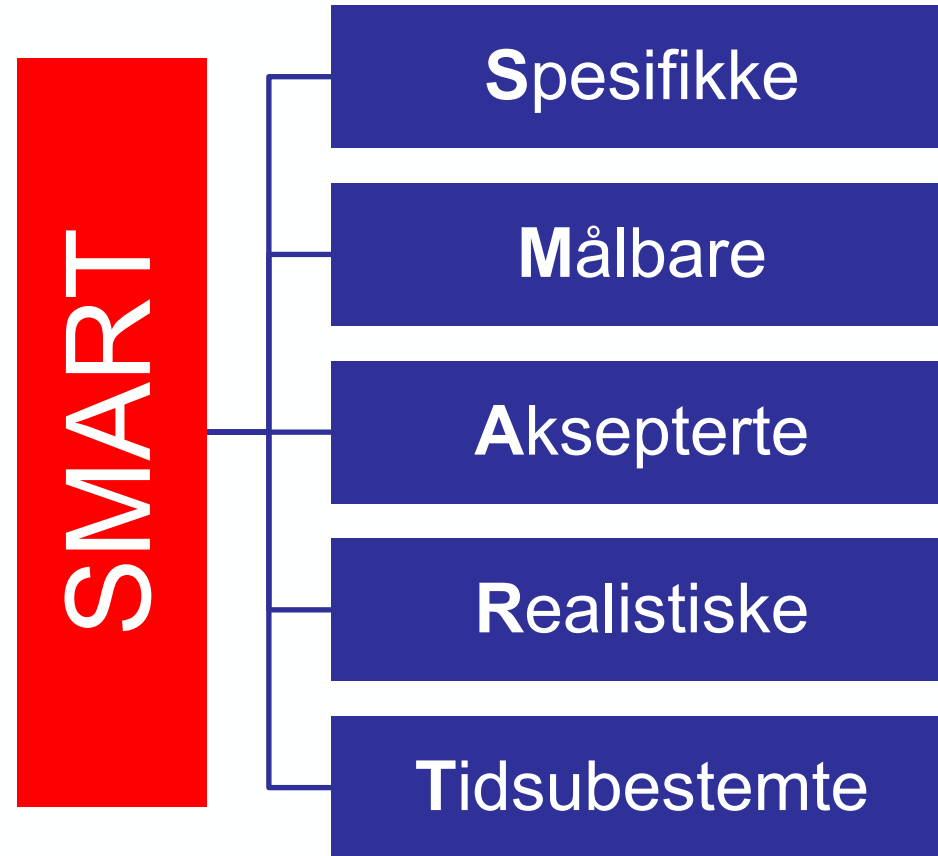 SMART
Spesifikke
Målbare
Aksepterte
Realistiske
Tidsubestemte